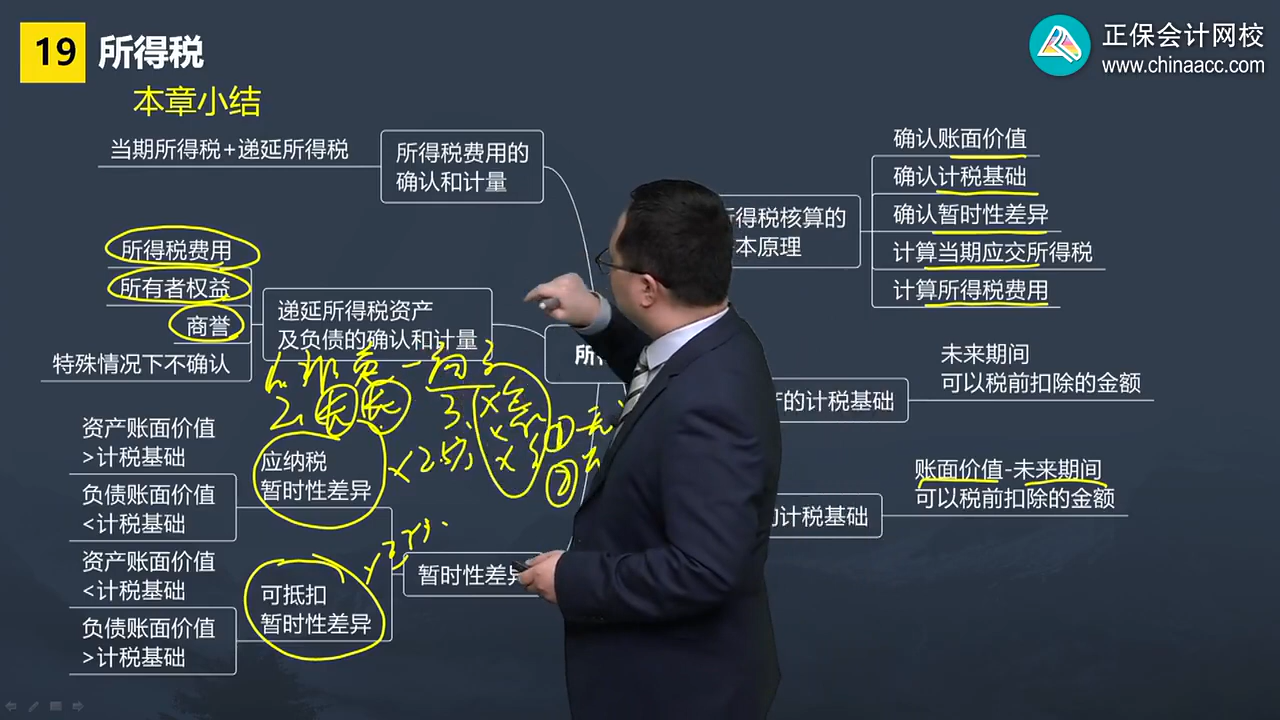 19 所得税
正保会计网校
www.chinaacc.com
本章小结
当期所得税+递延所得税
所得税费用的
确认和计量
所得税费用
所有者权益
商誉
特殊情况下不确认
递延所得税资产
及负债的确认和计量
资产账面价值
>计税基础
负债账面价值
<计税基础
应纳税
暂时性差异
×25%
资产账面价值
<计税基础
负债账面价值
>计税基础
可抵扣
暂时性差异
暂时性差异
所得税核算的
本原理
确认账面价值
确认计税基础
确认暂时性差异
计算当期应交所得税
计算所得税费用
的计税基础
未来期间
可以税前扣除的金额
计税基础
账面价值-未来期间
可以税前扣除的金额